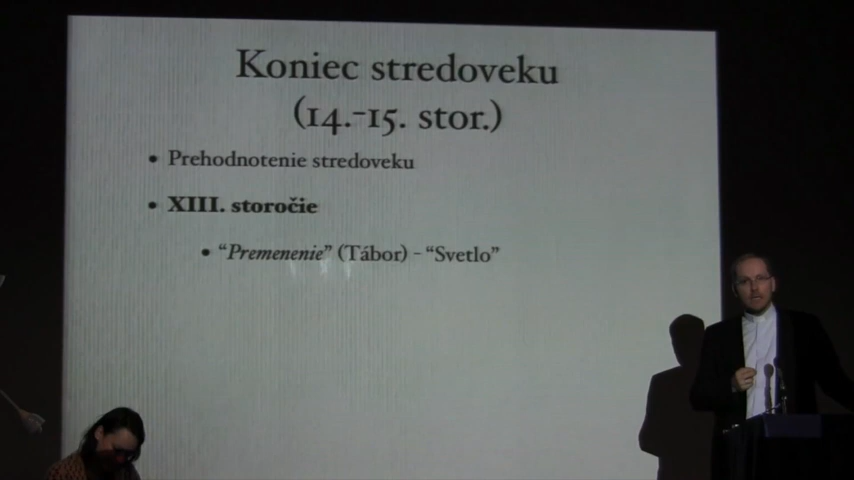 Koniec stredoveku
(14.-15. stor.)
• Prehodnotenie stredoveku
• XIII. storočie
• “Premenenie” (Tábor) - “Svetlo”